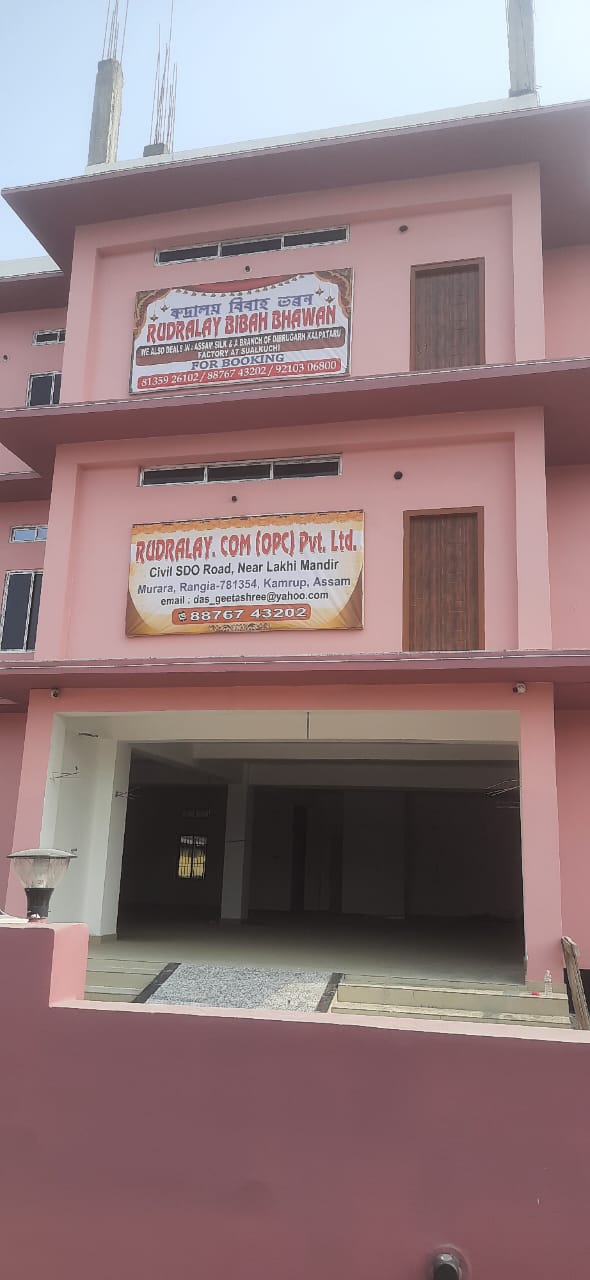 ৰুদ্ৰালয় বিবাহ ভৱন
RUDRALAY BIBAH BHAWAN
WE ALSO DEALS IN : ASSAM SILK & A BRANCH OF DIBRUGARH KALPATARU
FACTORY AT SUALKUCHI
FOR BOOKING
81359 26102 / 88767 43202 / 92103 06800
RUDRALAY. COM (OPC) Pvt. Ltd.
Civil SDO Road, Near Lakhi Mandir
Murara, Rangia-781354, Kamrup, Assam
email : das_geetashree@yahoo.com
88767 43202